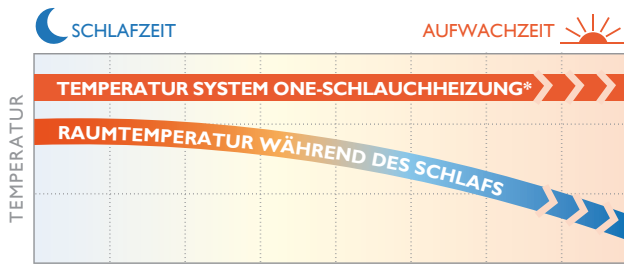 SCHLAFZEIT
AUFWACHZEIT
TEMPERATUR SYSTEM ONE-SCHLAUCHHEIZUNG*
RAUMTEMPERATUR WÄHREND DES SCHLAFS
TEMPERATUR